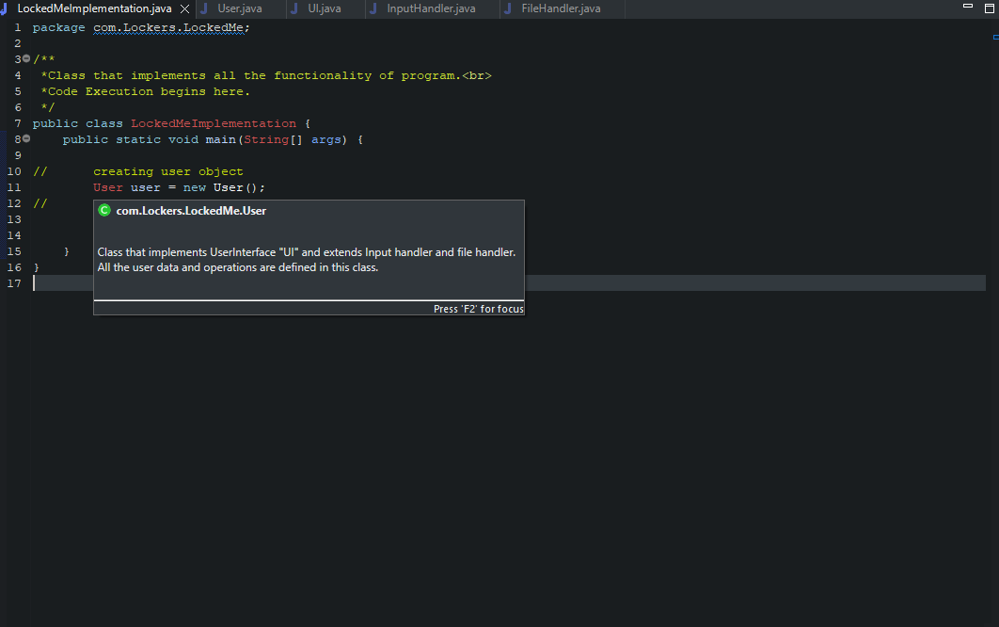 LockedMeImplementation.java User.java UI.java InputHandler.java FileHandler.java
1 package com.Lockers.LockedMe;
2
3 /**
4 *Class that implements all the functionality of program.<br>
5 *Code Execution begins here.
6 */
7 public class LockedMeImplementation {
8 public static void main(String[] args) {
9
10 // creating user object
11 User user = new User();
12 //
13
14
15 }
16 }
17
C com.Lockers.LockedMe.User
Class that implements UserInterface "UI" and extends Input handler and file handler.
All the user data and operations are defined in this class.
Press 'F2' for focus